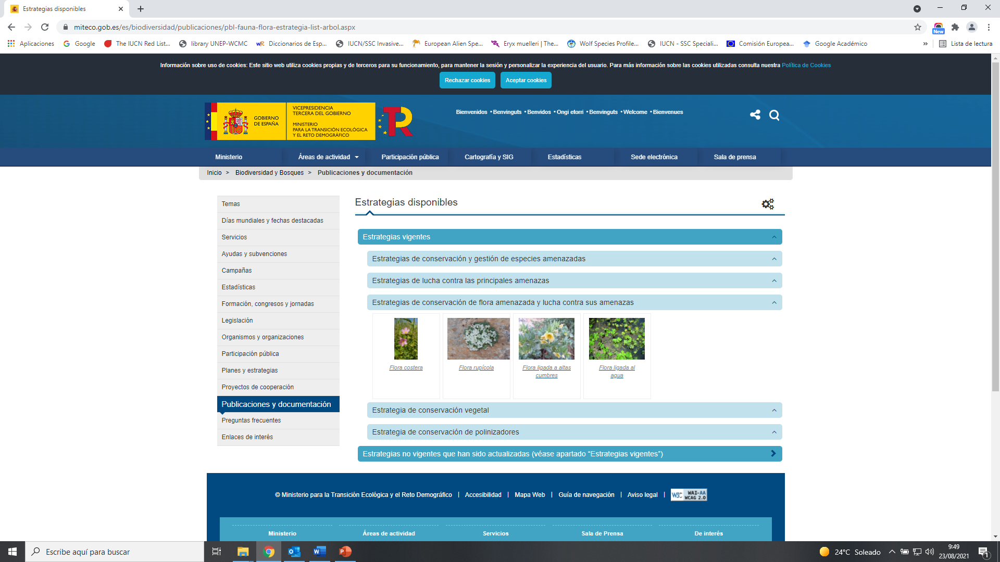 Estrategias disponibles
miteco.gob.es/es/biodiversidad/publicaciones/pbl-fauna-flora-estrategia-list-arbol.aspx
New
Aplicaciones
Google
The IUCN Red List...
library UNEP-WCMC
Diccionarios de Esp...
IUCN/SSC Invasive...
European Alien Spe...
Eryx muelleri | The...
Wolf Species Profile...
IUCN - SSC Speciali...
Comisión Europea...
Google Académico
»
Lista de lectura
Información sobre uso de cookies: Este sitio web utiliza cookies propias y de terceros para su funcionamiento, para mantener la sesión y personalizar la experiencia del usuario. Para más información sobre las cookies utilizadas consulta nuestra Política de Cookies
Rechazar cookies
Aceptar cookies
GOBIERNO
DE ESPAÑA
VICEPRESIDENCIA
TERCERA DEL GOBIERNO
MINISTERIO
PARA LA TRANSICIÓN ECOLÓGICA
Y EL RETO DEMOGRÁFICO
TR
Bienvenidos • Benvinguts • Benvidos • Ongi etorri • Benvinguts • Welcome • Bienvenues
Ministerio
Áreas de actividad
Participación pública
Cartografía y SIG
Estadísticas
Sede electrónica
Sala de prensa
Inicio > Biodiversidad y Bosques > Publicaciones y documentación
Temas
Días mundiales y fechas destacadas
Servicios
Ayudas y subvenciones
Campañas
Estadísticas
Formación, congresos y jornadas
Legislación
Organismos y organizaciones
Participación pública
Planes y estrategias
Proyectos de cooperación
Publicaciones y documentación
Preguntas frecuentes
Enlaces de interés
Estrategias disponibles
Estrategias vigentes
Estrategias de conservación y gestión de especies amenazadas
Estrategias de lucha contra las principales amenazas
Estrategias de conservación de flora amenazada y lucha contra sus amenazas
Flora costera
Flora rupícola
Flora ligada a altas
cumbres
Flora ligada al
agua
Estrategia de conservación vegetal
Estrategia de conservación de polinizadores
Estrategias no vigentes que han sido actualizadas (véase apartado “Estrategias vigentes”)
© Ministerio para la Transición Ecológica y el Reto Demográfico | Accesibilidad | Mapa Web | Guía de navegación | Aviso legal |
W3C WAI-AA
WCAG 2.0
Ministerio
Áreas de actividad
Servicios
Sala de Prensa
De interés
Escribe aquí para buscar
24°C Soleado
9:49
23/08/2021
1